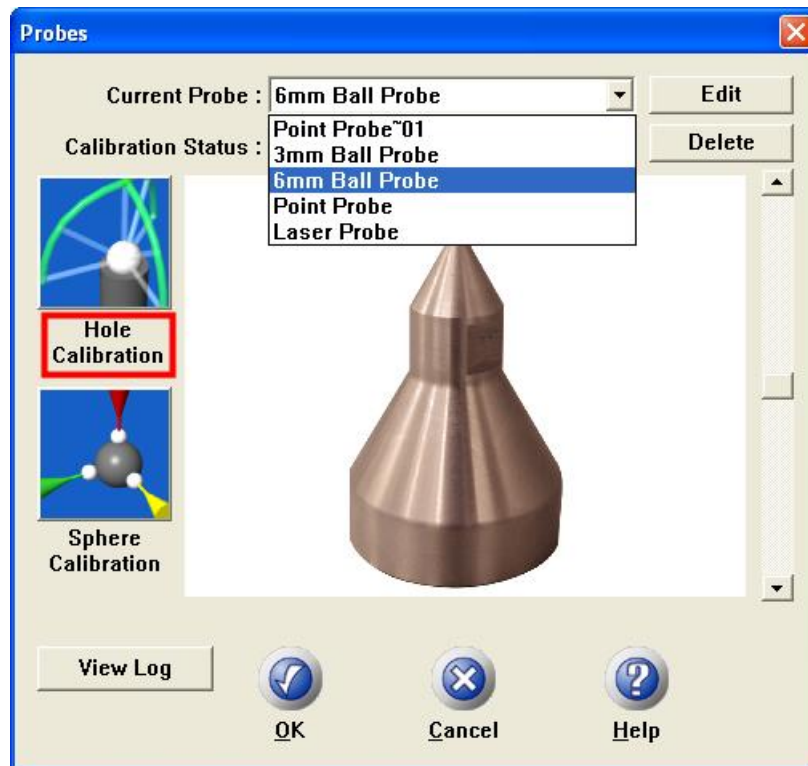 Probes
Current Probe : 6mm Ball Probe
Edit
Calibration Status :
Delete
Point Probe~01
3mm Ball Probe
6mm Ball Probe
Point Probe
Laser Probe
Hole
Calibration
Sphere
Calibration
View Log
OK
Cancel
Help